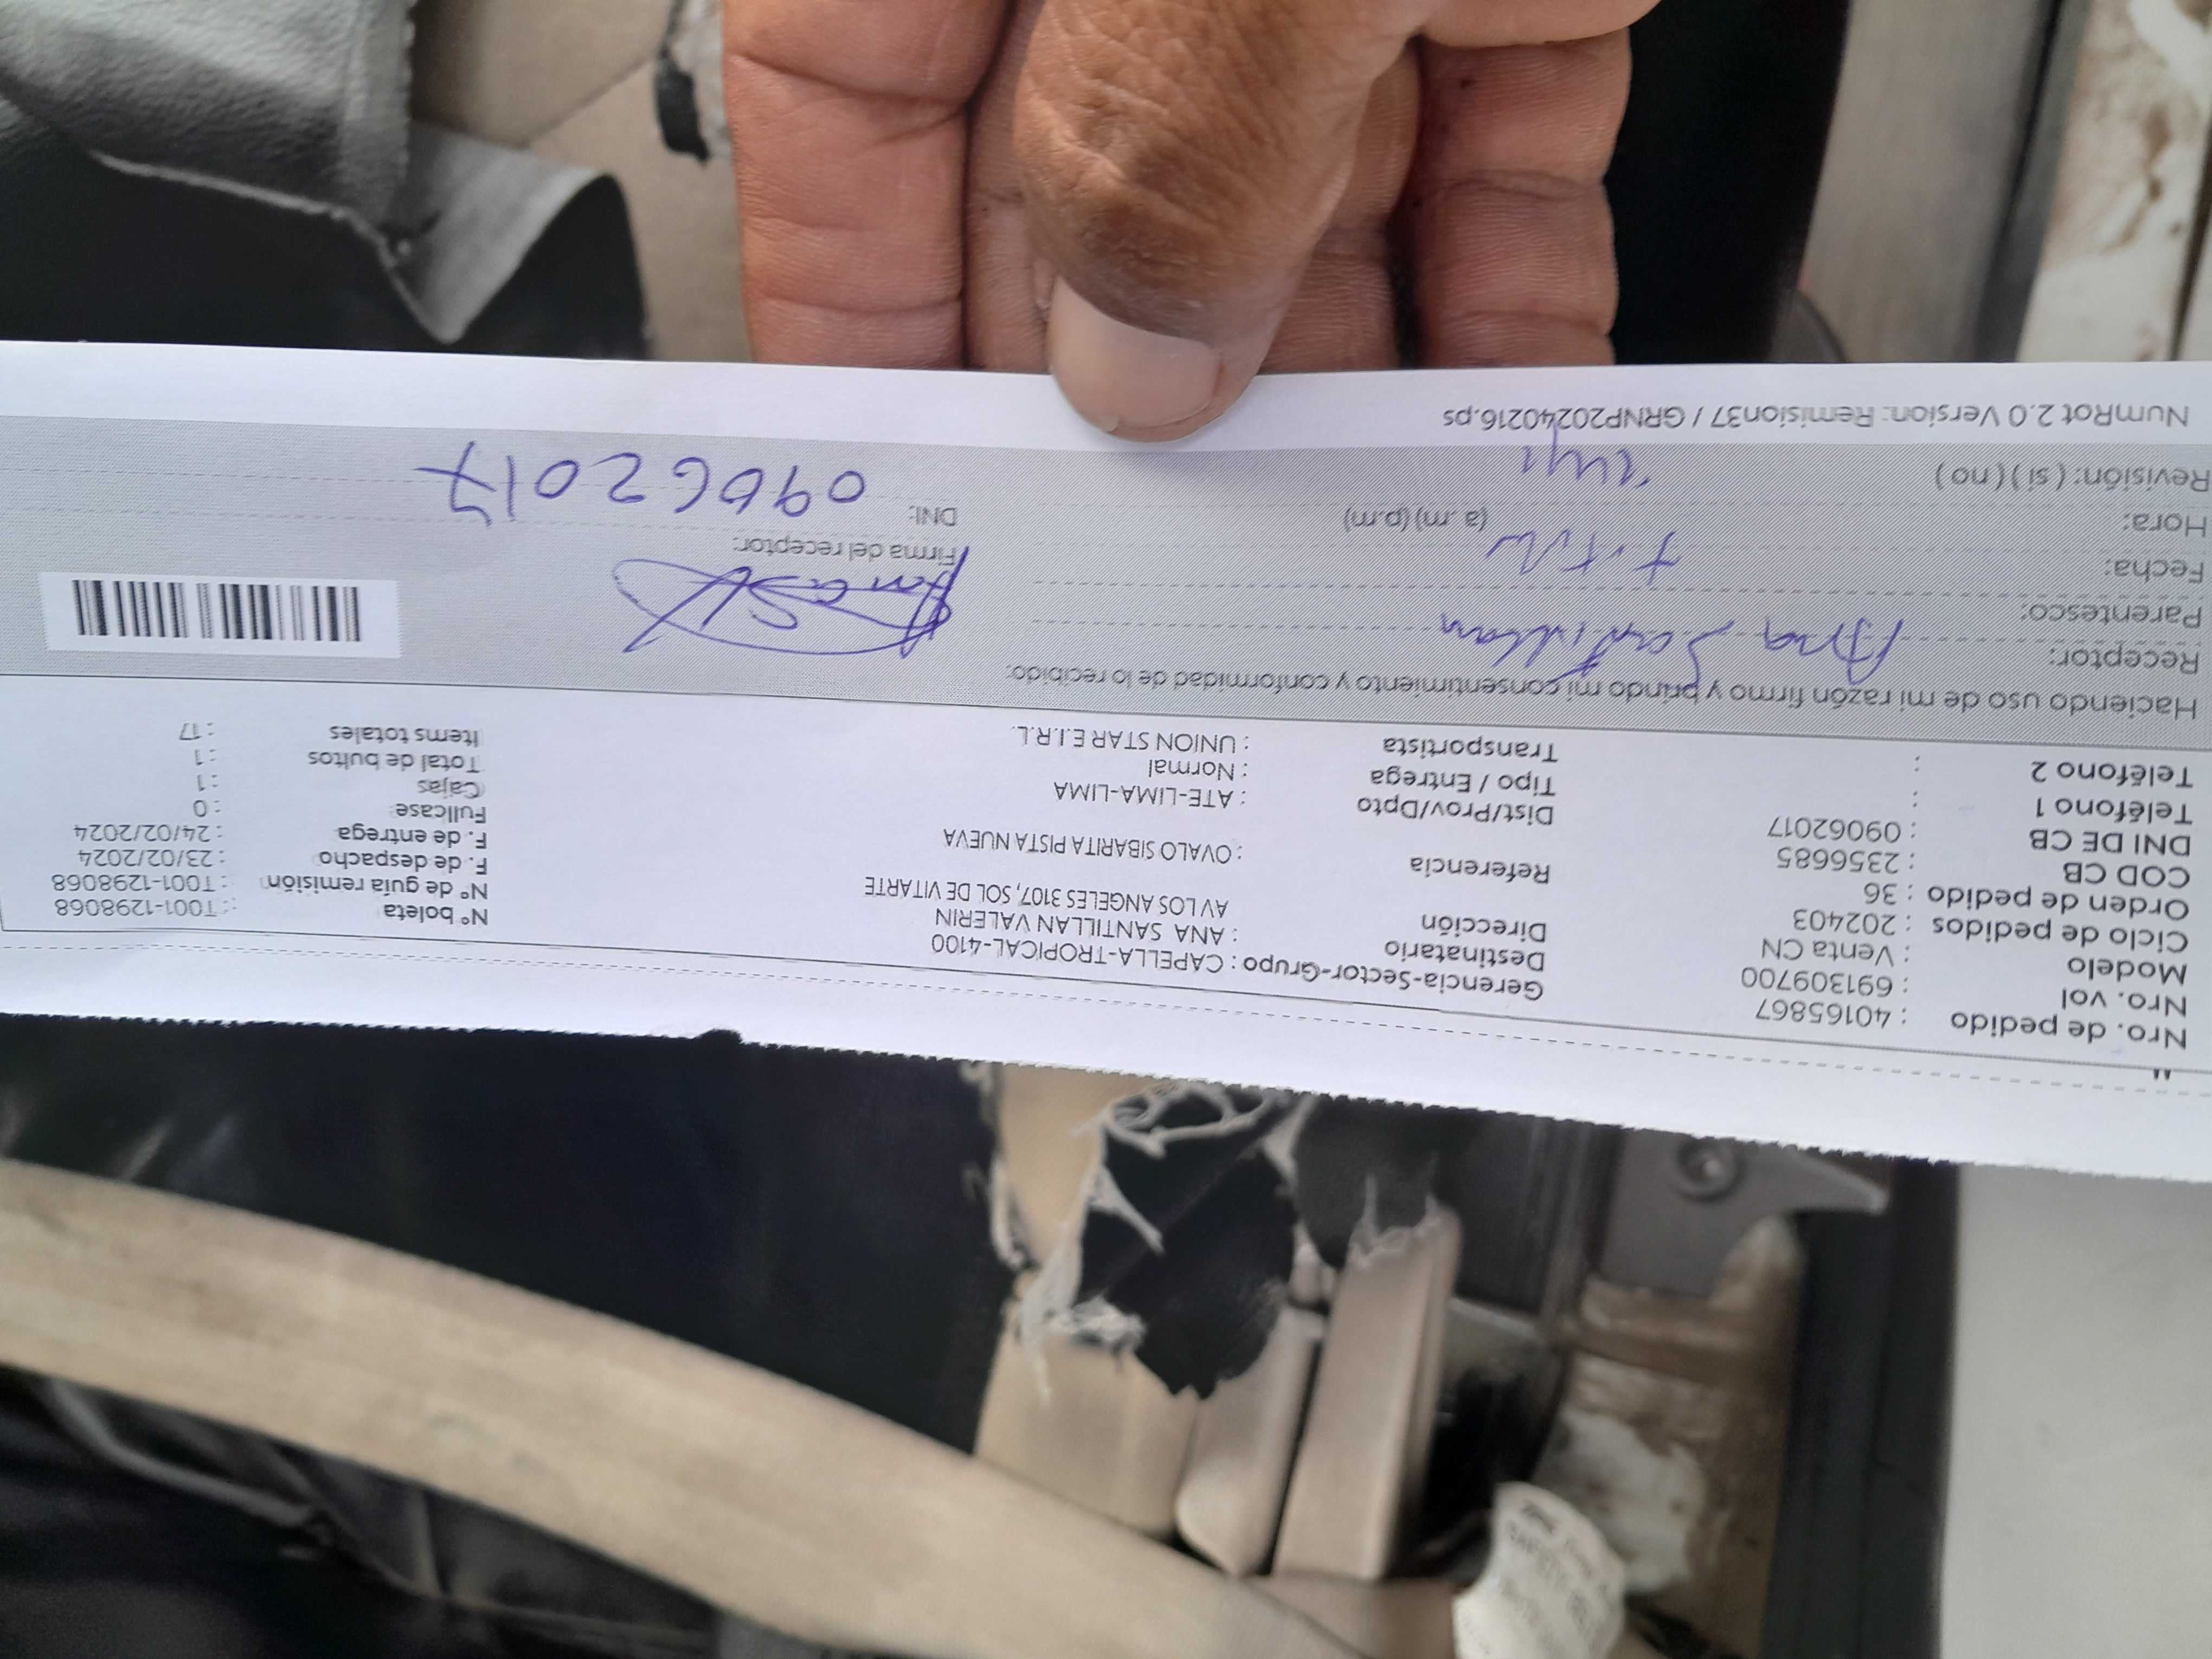 Nro. de pedido : 40165867
Nro. vol : 691309700
Modelo : Venta CN
Ciclo de pedidos : 202403
Orden de pedido : 36
COD CB : 2356685
DNI DE CB : 09062017
Teléfono 1 :
Teléfono 2 :
Gerencia-Sector-Grupo : CAPELLA-TROPICAL-4100
Destinatario : ANA SANTILLAN VALERIN
Dirección AV LOS ANGELES 3107, SOL DE VITARTE
Referencia : OVALO SIBARITA PISTA NUEVA
Dist/Prov/Dpto : ATE-LIMA-LIMA
Tipo / Entrega : Normal
Transportista : UNION STAR E.I.R.L.
N° boleta : T001-1298068
N° de guía remisión : T001-1298068
F. de despacho : 23/02/2024
F. de entrega : 24/02/2024
Fullcase : 0
Cajas : 1
Total de bultos : 1
Items totales : 17
Haciendo uso de mi razón firmo y brindo mi consentimiento y conformidad de lo recibido:
Receptor: Ana Santillan
Parentesco:
Fecha:
Hora: (a. m) (p.m)
Revisión: ( si ) ( no )
Firma del receptor:
DNI: 09062017
NumRot 2.0 Version: Remision37 / GRNP20240216.ps